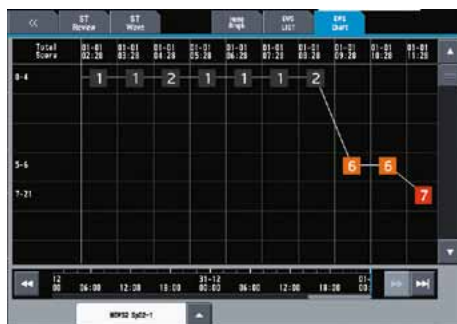 ST Review
ST Wave
EWS LIST
EWS Chart
Total Score
01-01 02:28
01-01 03:28
01-01 04:28
01-01 05:28
01-01 06:28
01-01 07:28
01-01 08:28
01-01 09:28
01-01 10:28
01-01 11:28
0-4
1 1 2 1 1 1 2
5-6
6 6
7-21
7
12 31-12 01-
00 06:00 12:00 18:00 00:00 06:00 12:00 18:00 00:
NEWS2 SpO2-1